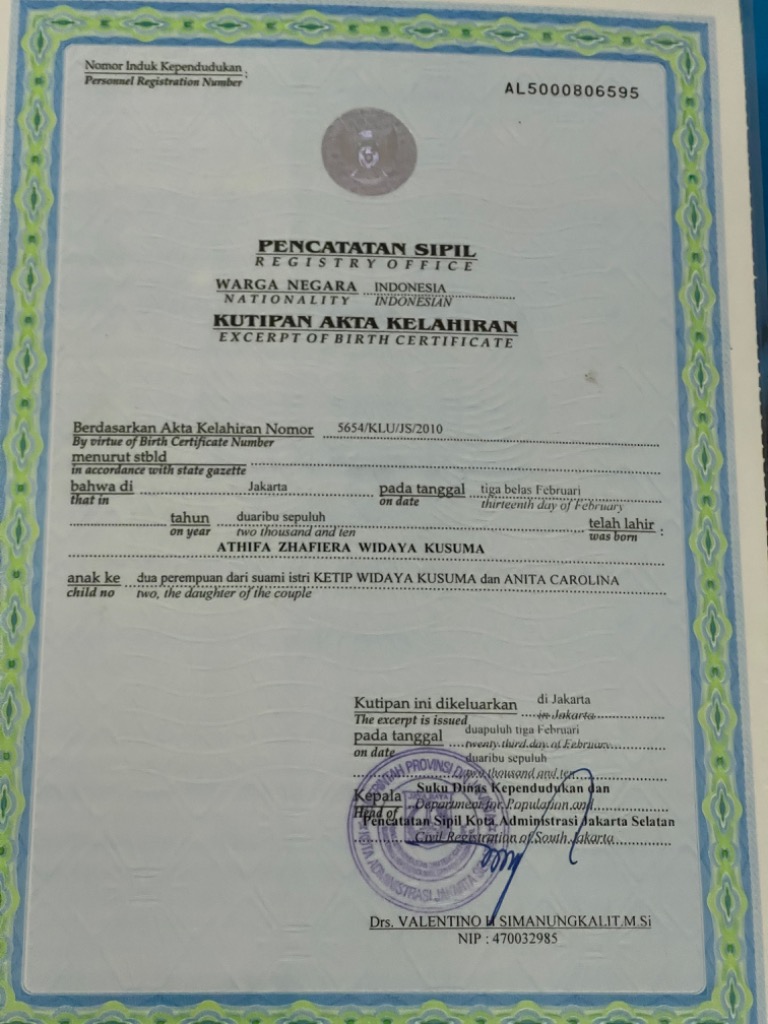 Nomor Induk Kependudukan :
Personnel Registration Number
AL5000806595
PENCATATAN SIPIL
REGISTRY OFFICE
WARGA NEGARA INDONESIA
NATIONALITY INDONESIAN
KUTIPAN AKTA KELAHIRAN
EXCERPT OF BIRTH CERTIFICATE
Berdasarkan Akta Kelahiran Nomor 5654/KLU/JS/2010
By virtue of Birth Certificate Number
menurut stbld
in accordance with state gazette
bahwa di Jakarta pada tanggal tiga belas Februari
that in on date thirteenth day of February
tahun duaribu sepuluh telah lahir :
on year two thousand and ten was born
ATHIFA ZHAFIERA WIDAYA KUSUMA
anak ke dua perempuan dari suami istri KETIP WIDAYA KUSUMA dan ANITA CAROLINA
child no two, the daughter of the couple
Kutipan ini dikeluarkan di Jakarta
The excerpt is issued in Jakarta
pada tanggal duapuluh tiga Februari
on date twenty third day of February
duaribu sepuluh
two thousand and ten
Kepala Suku Dinas Kependudukan dan
Head of Department for Population and
Pencatatan Sipil Kota Administrasi Jakarta Selatan
Civil Registration of South Jakarta
KOTA ADMINISTRASI JAKARTA
Drs. VALENTINO H SIMANUNGKALIT.M.Si
NIP : 470032985